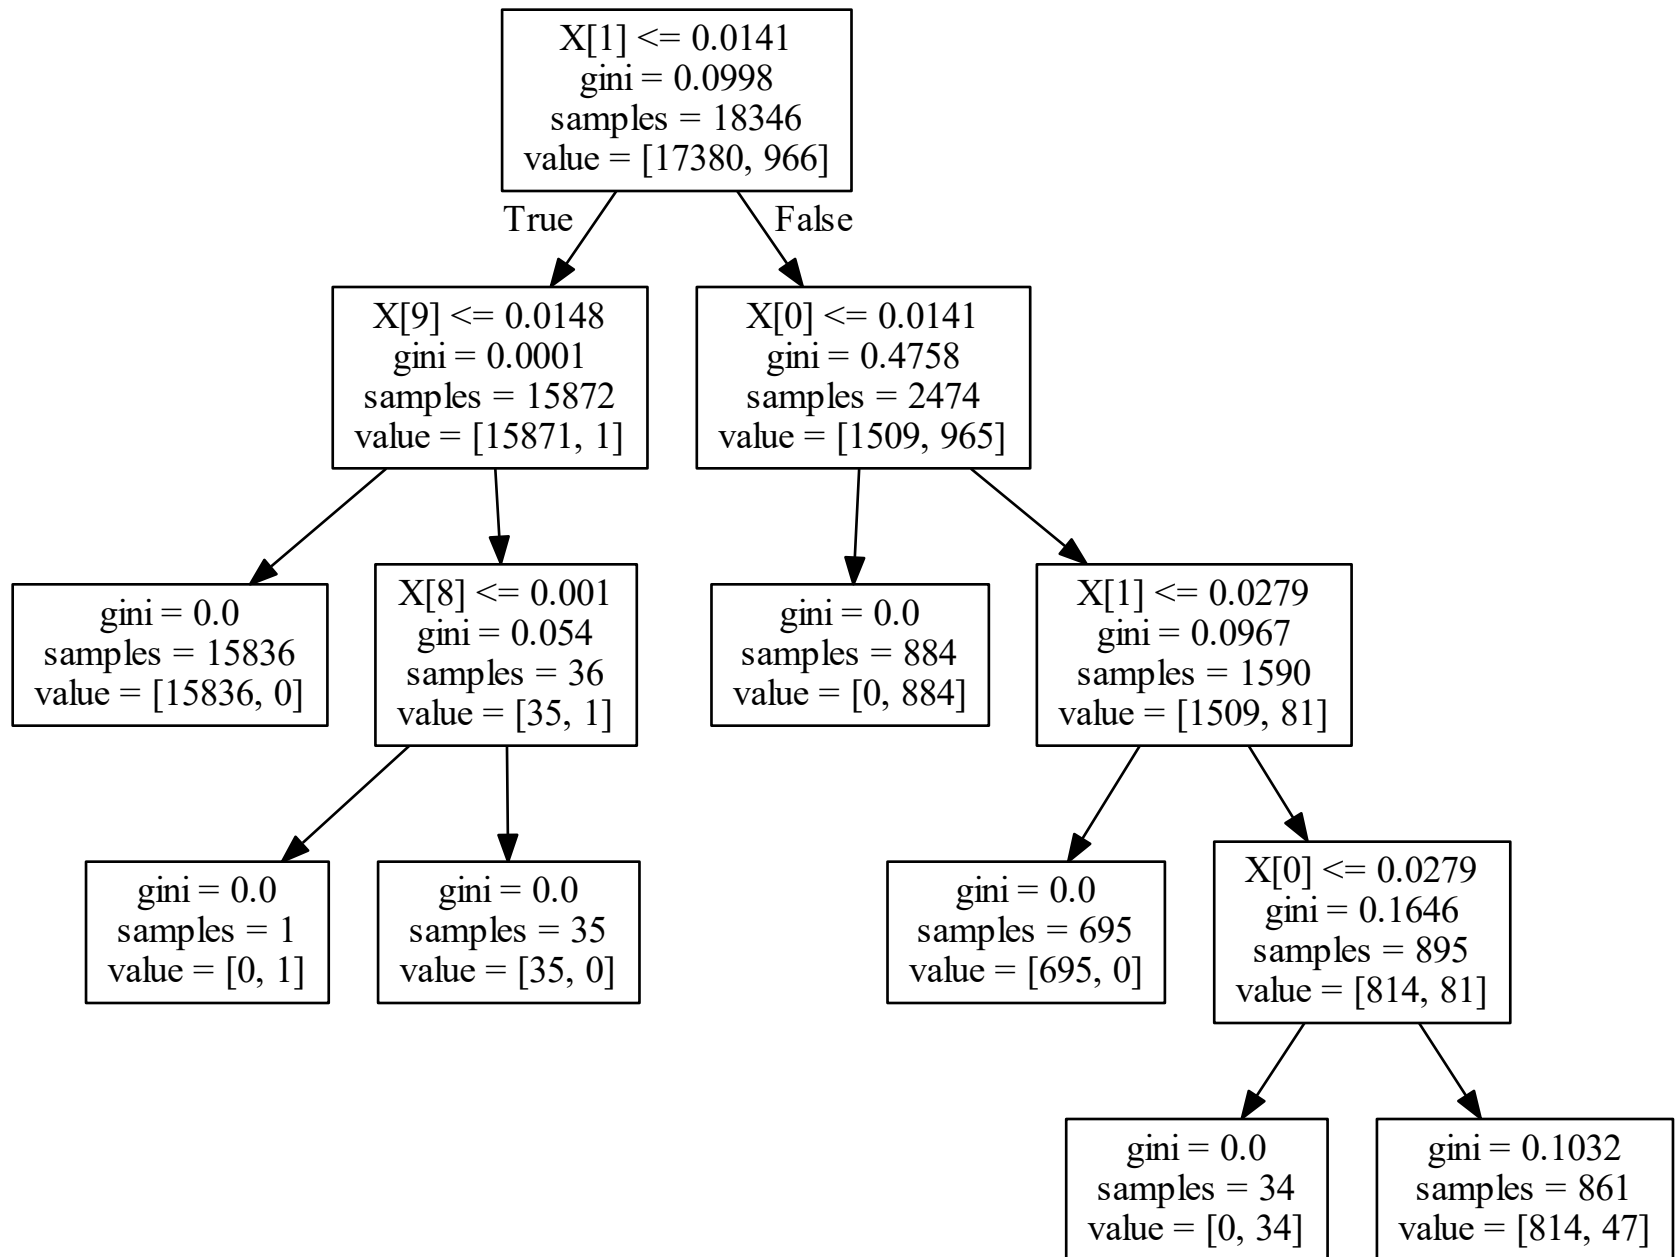 X[1] <= 0.0141
gini = 0.0998
samples = 18346
value = [17380, 966]
True
False
X[9] <= 0.0148
gini = 0.0001
samples = 15872
value = [15871, 1]
X[0] <= 0.0141
gini = 0.4758
samples = 2474
value = [1509, 965]
gini = 0.0
samples = 15836
value = [15836, 0]
X[8] <= 0.001
gini = 0.054
samples = 36
value = [35, 1]
gini = 0.0
samples = 884
value = [0, 884]
X[1] <= 0.0279
gini = 0.0967
samples = 1590
value = [1509, 81]
gini = 0.0
samples = 1
value = [0, 1]
gini = 0.0
samples = 35
value = [35, 0]
gini = 0.0
samples = 695
value = [695, 0]
X[0] <= 0.0279
gini = 0.1646
samples = 895
value = [814, 81]
gini = 0.0
samples = 34
value = [0, 34]
gini = 0.1032
samples = 861
value = [814, 47]